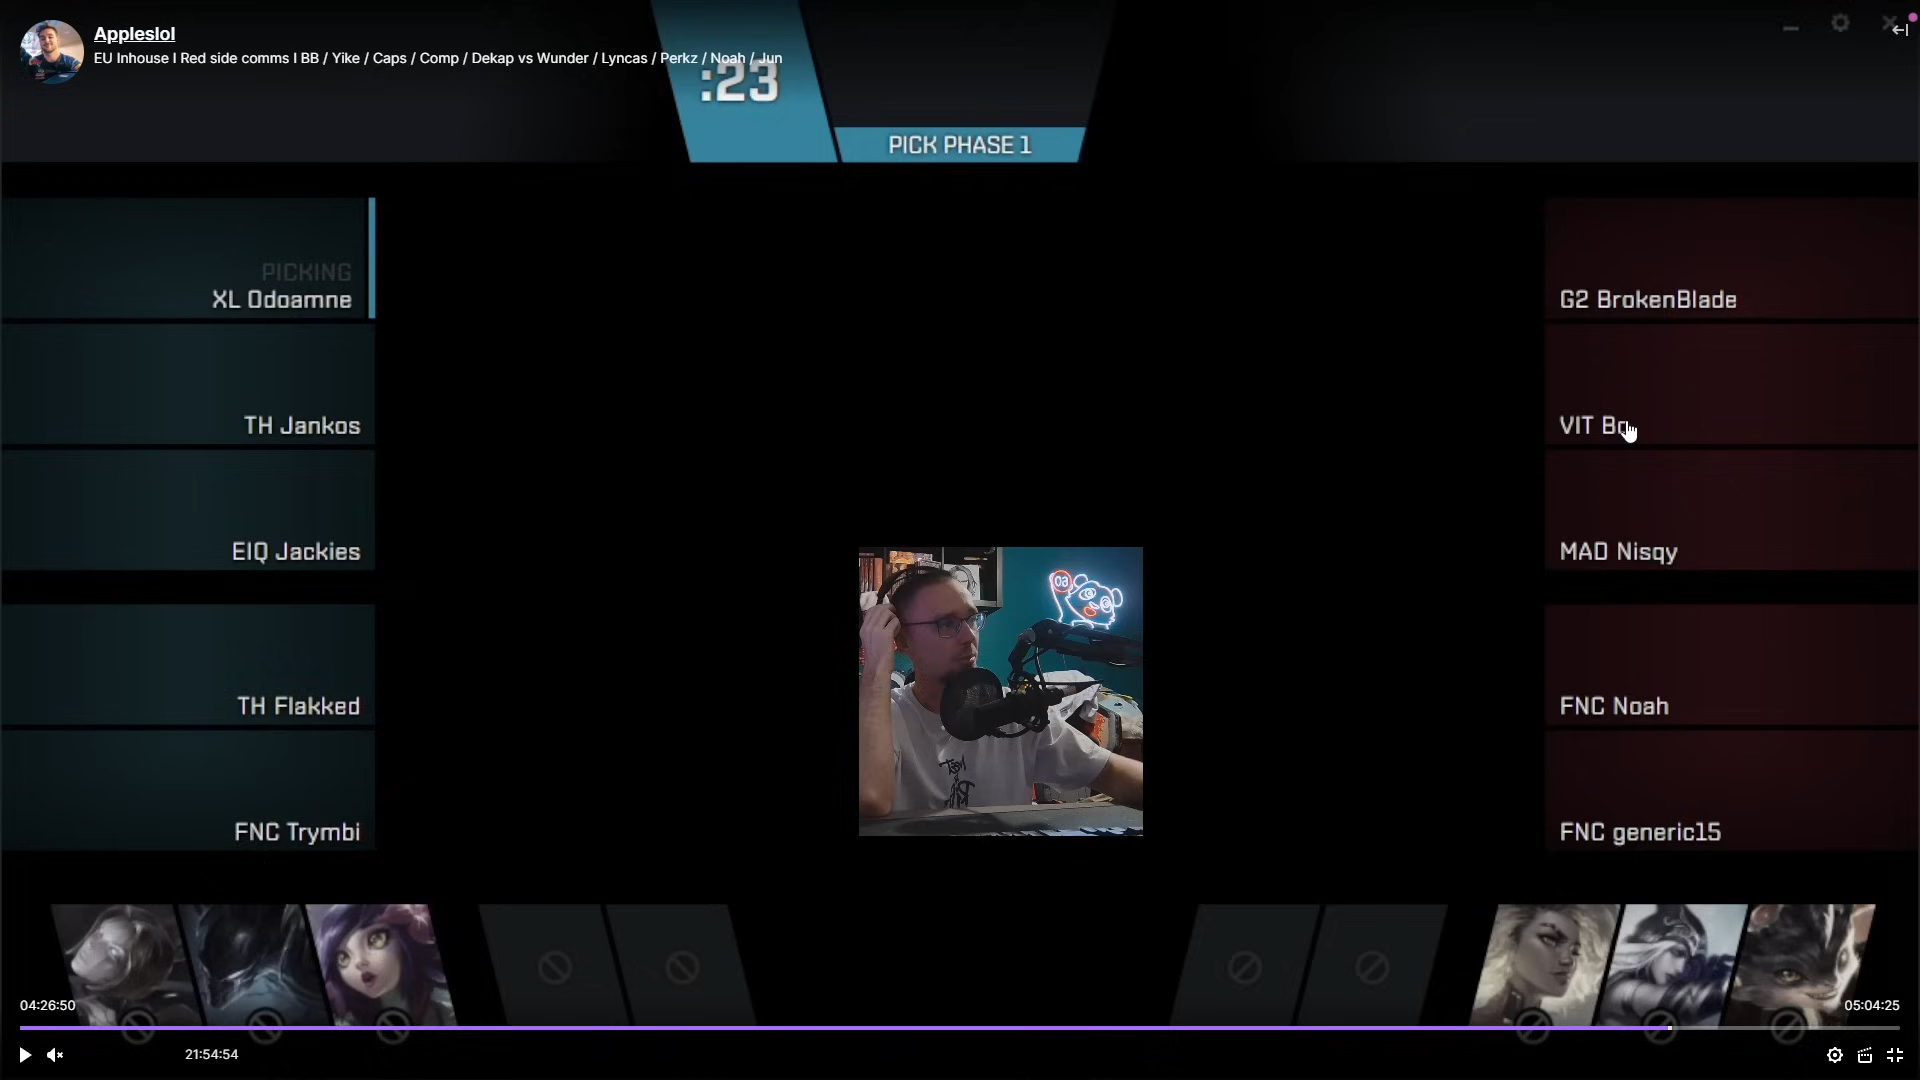 Appleslol
EU Inhouse I Red side comms I BB / Yike / Caps / Comp / Dekap vs Wunder / Lyncas / Perkz / Noah / Jun
:23
PICK PHASE 1
PICKING
XL Odoamne
TH Jankos
EIQ Jackies
TH Flakked
FNC Trymbi
G2 BrokenBlade
VIT Bo
MAD Nisqy
FNC Noah
FNC generic15
04:26:50
05:04:25
21:54:54